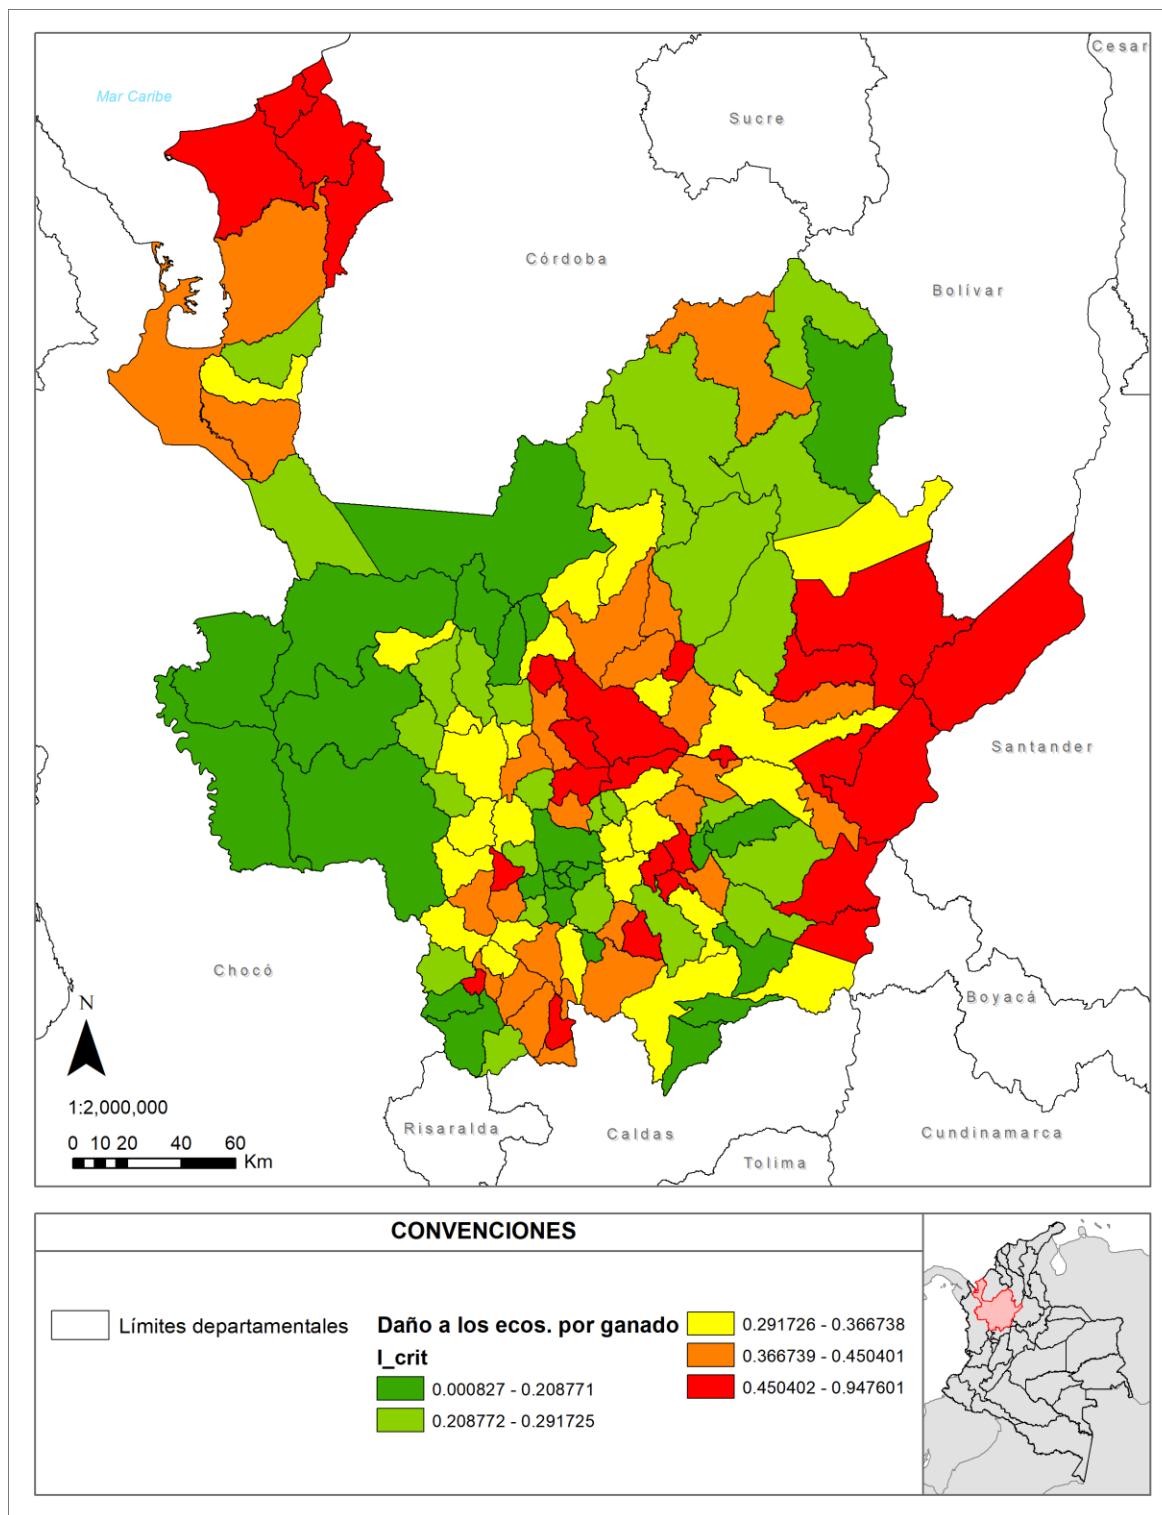 Cesar
Mar Caribe
Sucre
Córdoba
Bolívar
Santander
Chocó
Boyacá
N
1:2,000,000
Risaralda
Caldas
Cundinamarca
Tolima
0 10 20 40 60
Km
CONVENCIONES
Límites departamentales
Daño a los ecos. por ganado
I_crit
0.000827 - 0.208771
0.208772 - 0.291725
0.291726 - 0.366738
0.366739 - 0.450401
0.450402 - 0.947601